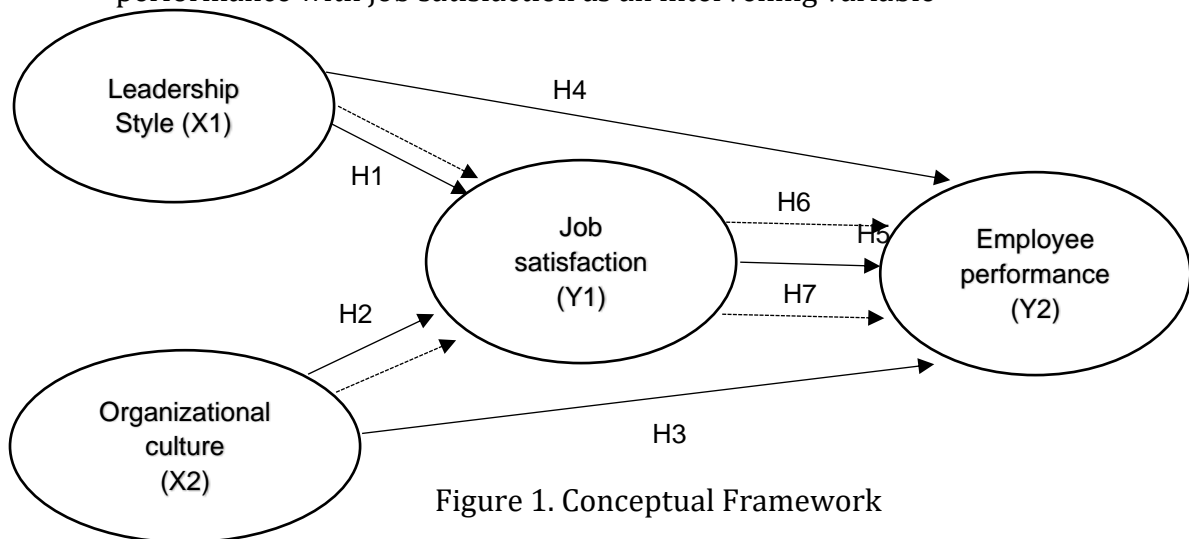 performance with job satisfaction as an intervening variable
Leadership
Style (X1)
H4
H1
Job
satisfaction
(Y1)
H6
H5
H7
Employee
performance
(Y2)
H2
Organizational
culture
(X2)
H3
Figure 1. Conceptual Framework